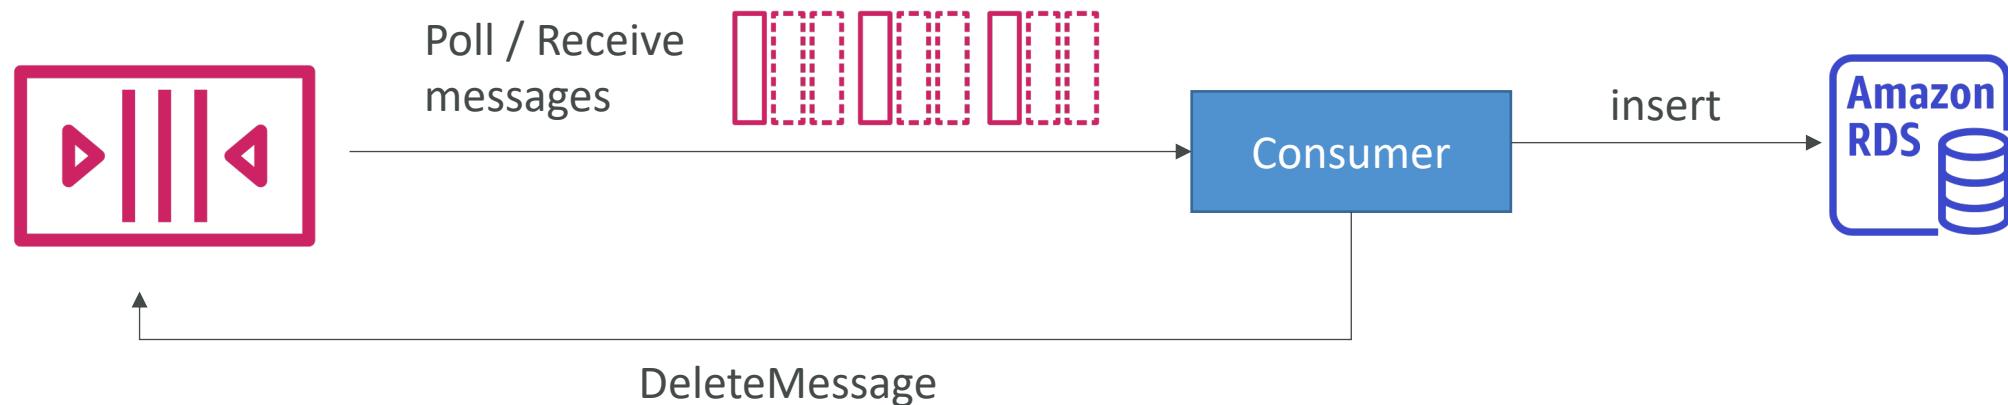 Poll / Receive
messages
Consumer
insert
Amazon
RDS
DeleteMessage